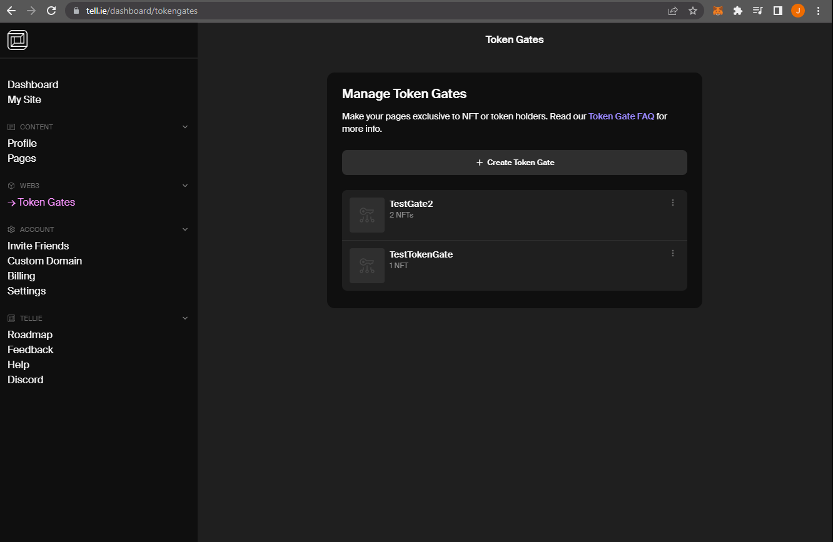 tell.ie/dashboard/tokengates
J
Token Gates
Dashboard
My Site
CONTENT
Profile
Pages
WEB3
→ Token Gates
ACCOUNT
Invite Friends
Custom Domain
Billing
Settings
TELLIE
Roadmap
Feedback
Help
Discord
Manage Token Gates
Make your pages exclusive to NFT or token holders. Read our Token Gate FAQ for
more info.
+ Create Token Gate
TestGate2
2 NFTs
TestTokenGate
1 NFT